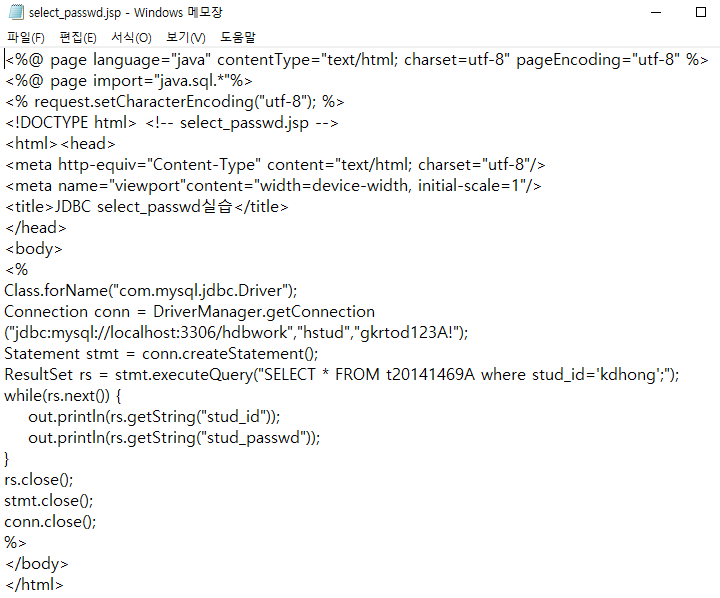 select_passwd.jsp - Windows 메모장
파일(F) 편집(E) 서식(O) 보기(V) 도움말
<%@ page language="java" contentType="text/html; charset=utf-8" pageEncoding="utf-8" %>
<%@ page import="java.sql.*"%>
<% request.setCharacterEncoding("utf-8"); %>
<!DOCTYPE html> <!-- select_passwd.jsp -->
<html><head>
<meta http-equiv="Content-Type" content="text/html; charset="utf-8"/>
<meta name="viewport"content="width=device-width, initial-scale=1"/>
<title>JDBC select_passwd실습</title>
</head>
<body>
<%
Class.forName("com.mysql.jdbc.Driver");
Connection conn = DriverManager.getConnection
("jdbc:mysql://localhost:3306/hdbwork","hstud","gkrtod123A!");
Statement stmt = conn.createStatement();
ResultSet rs = stmt.executeQuery("SELECT * FROM t20141469A where stud_id='kdhong';");
while(rs.next()) {
out.println(rs.getString("stud_id"));
out.println(rs.getString("stud_passwd"));
}
rs.close();
stmt.close();
conn.close();
%>
</body>
</html>